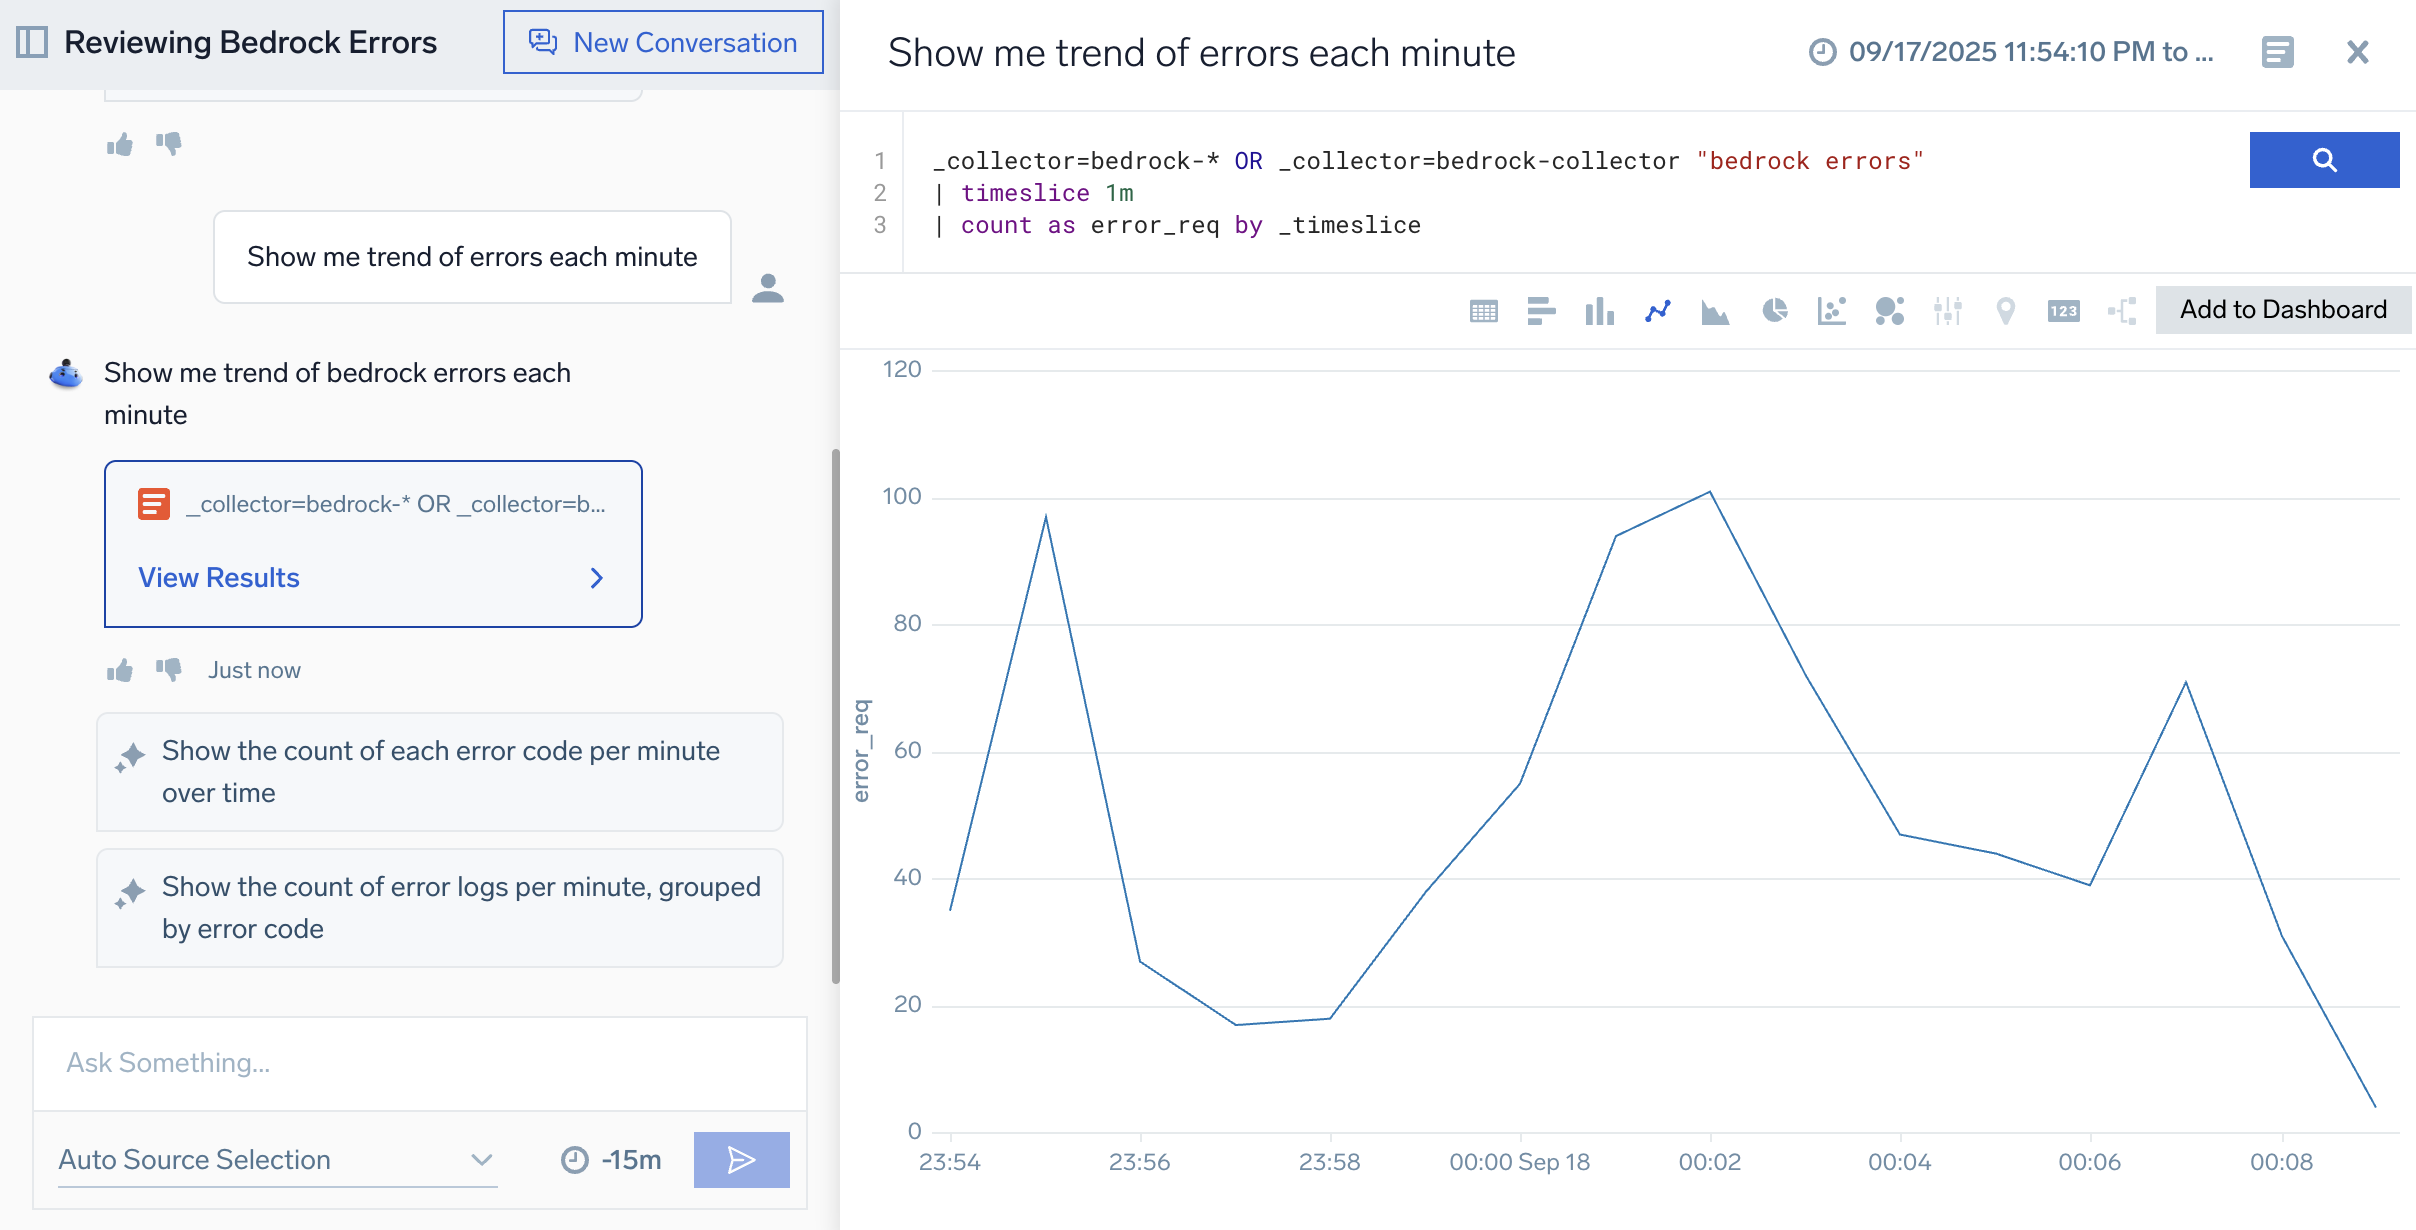 Reviewing Bedrock Errors
New Conversation
Show me trend of errors each minute
Show me trend of bedrock errors each
minute
_collector=bedrock-* OR _collector=b...
View Results
Just now
Show the count of each error code per minute
over time
Show the count of error logs per minute, grouped
by error code
Ask Something...
Auto Source Selection
-15m
Show me trend of errors each minute
09/17/2025 11:54:10 PM to ...
1 _collector=bedrock-* OR _collector=bedrock-collector "bedrock errors"
2 | timeslice 1m
3 | count as error_req by _timeslice
123
Add to Dashboard
120
100
80
60
40
20
0
error_req
23:54 23:56 23:58 00:00 Sep 18 00:02 00:04 00:06 00:08